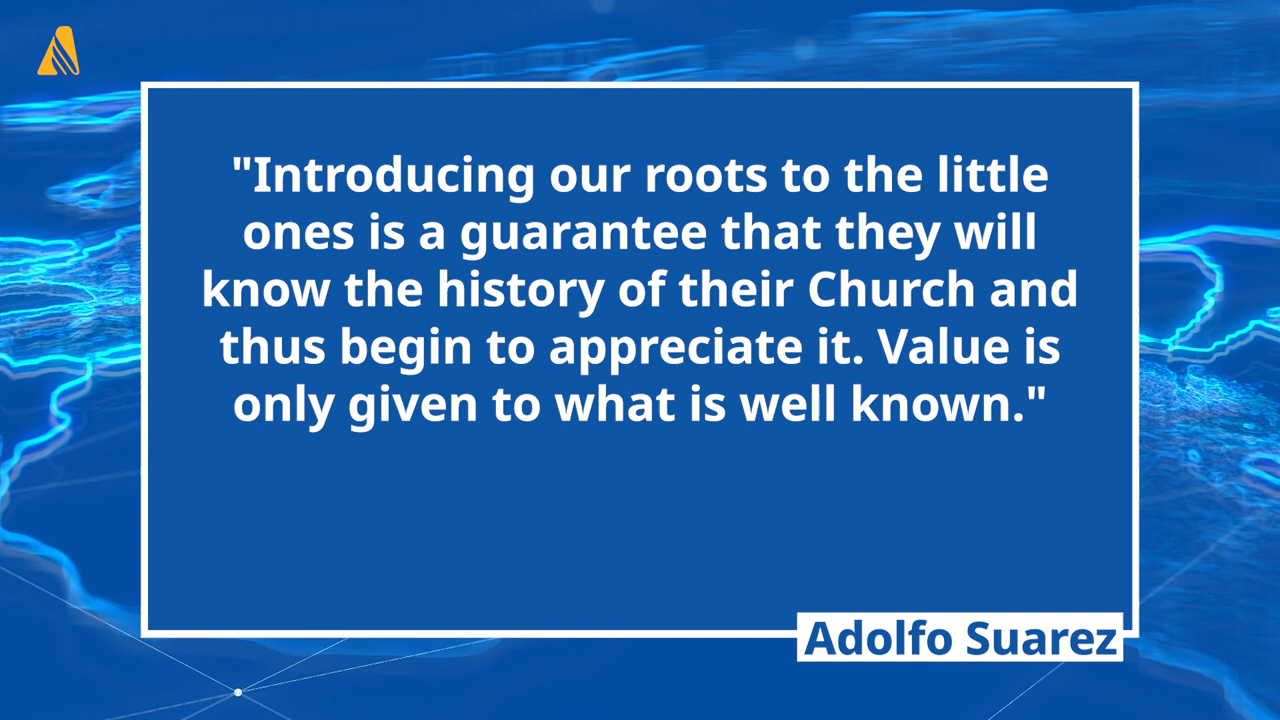 "Introducing our roots to the little
ones is a guarantee that they will
know the history of their Church and
thus begin to appreciate it. Value is
only given to what is well known."
Adolfo Suarez